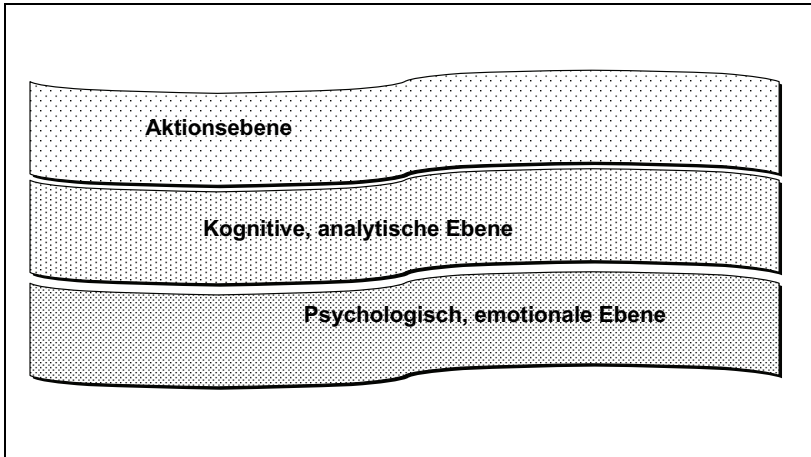 Aktionsebene
Kognitive, analytische Ebene
Psychologisch, emotionale Ebene